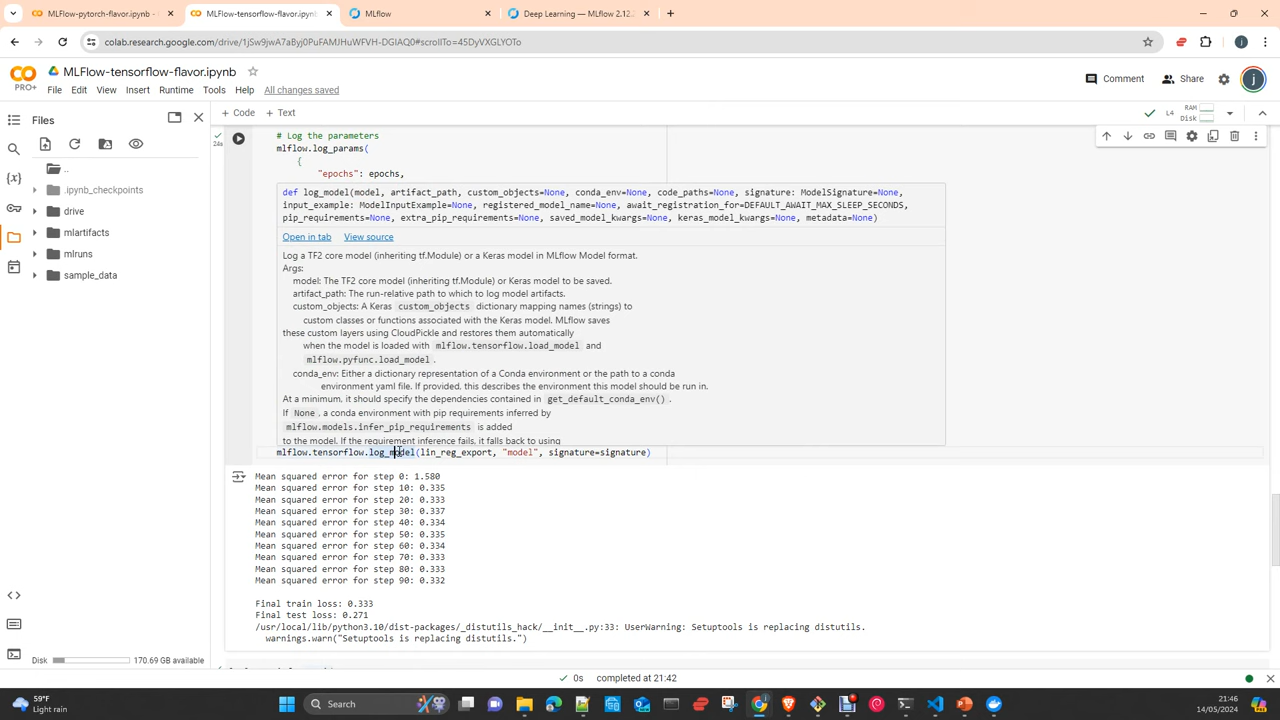 MLFlow-pytorch-flavor.ipynb -
MLFlow-tensorflow-flavor.ipynb
MLflow
Deep Learning — MLflow 2.12.
colab.research.google.com/drive/1jSw9jwA7aByj0PuFAMJHuWFVH-DGIAQ0#scrollTo=45DyVXGLYOTo
PRO+
MLFlow-tensorflow-flavor.ipynb
File Edit View Insert Runtime Tools Help All changes saved
Comment
Share
j
Files
+ Code + Text
L4
RAM
Disk
..
.ipynb_checkpoints
drive
mlartifacts
mlruns
sample_data
24s
# Log the parameters
mlflow.log_params(
{
"epochs": epochs,
def log_model(model, artifact_path, custom_objects=None, conda_env=None, code_paths=None, signature: ModelSignature=None,
input_example: ModelInputExample=None, registered_model_name=None, await_registration_for=DEFAULT_AWAIT_MAX_SLEEP_SECONDS,
pip_requirements=None, extra_pip_requirements=None, saved_model_kwargs=None, keras_model_kwargs=None, metadata=None)
Open in tab View source
Log a TF2 core model (inheriting tf.Module) or a Keras model in MLflow Model format.
Args:
model: The TF2 core model (inheriting tf.Module) or Keras model to be saved.
artifact_path: The run-relative path to which to log model artifacts.
custom_objects: A Keras custom_objects dictionary mapping names (strings) to
custom classes or functions associated with the Keras model. MLflow saves
these custom layers using CloudPickle and restores them automatically
when the model is loaded with mlflow.tensorflow.load_model and
mlflow.pyfunc.load_model .
conda_env: Either a dictionary representation of a Conda environment or the path to a conda
environment yaml file. If provided, this describes the environment this model should be run in.
At a minimum, it should specify the dependencies contained in get_default_conda_env() .
If None , a conda environment with pip requirements inferred by
mlflow.models.infer_pip_requirements is added
to the model. If the requirement inference fails, it falls back to using
mlflow.tensorflow.log_model(lin_reg_export, "model", signature=signature)
Mean squared error for step 0: 1.580
Mean squared error for step 10: 0.335
Mean squared error for step 20: 0.333
Mean squared error for step 30: 0.337
Mean squared error for step 40: 0.334
Mean squared error for step 50: 0.335
Mean squared error for step 60: 0.334
Mean squared error for step 70: 0.333
Mean squared error for step 80: 0.333
Mean squared error for step 90: 0.332
Final train loss: 0.333
Final test loss: 0.271
/usr/local/lib/python3.10/dist-packages/_distutils_hack/__init__.py:33: UserWarning: Setuptools is replacing distutils.
warnings.warn("Setuptools is replacing distutils.")
Disk 170.69 GB available
0s completed at 21:42
59°F
Light rain
Search
21:46
14/05/2024